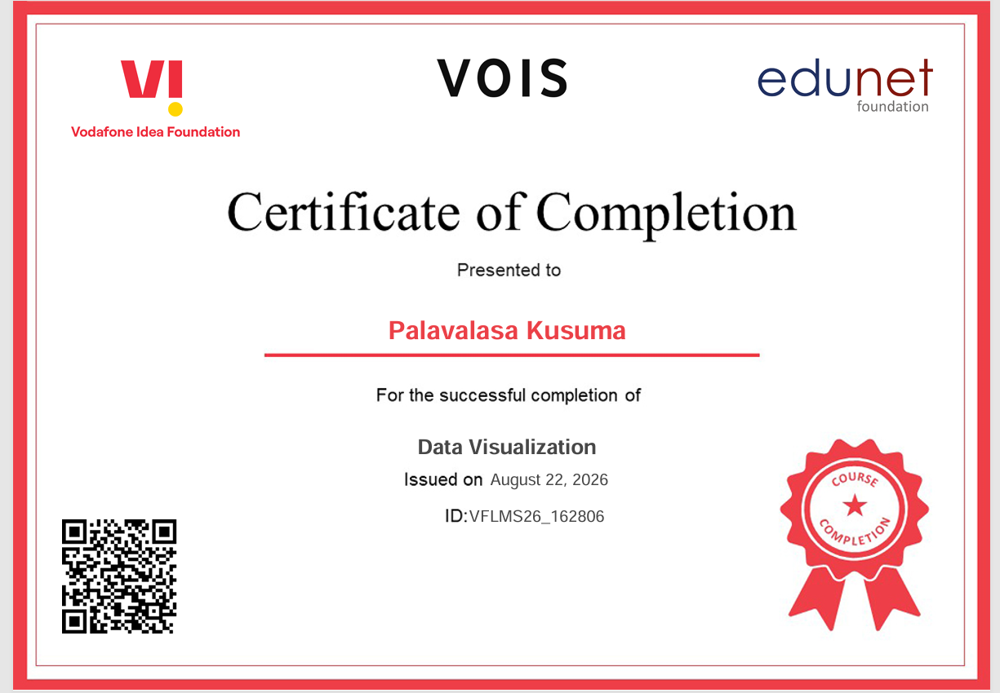 VI
Vodafone Idea Foundation
VOIS
edunet
foundation
Certificate of Completion
Presented to
Palavalasa Kusuma
For the successful completion of
Data Visualization
Issued on August 22, 2026
ID:VFLMS26_162806
COURSE
COMPLETION